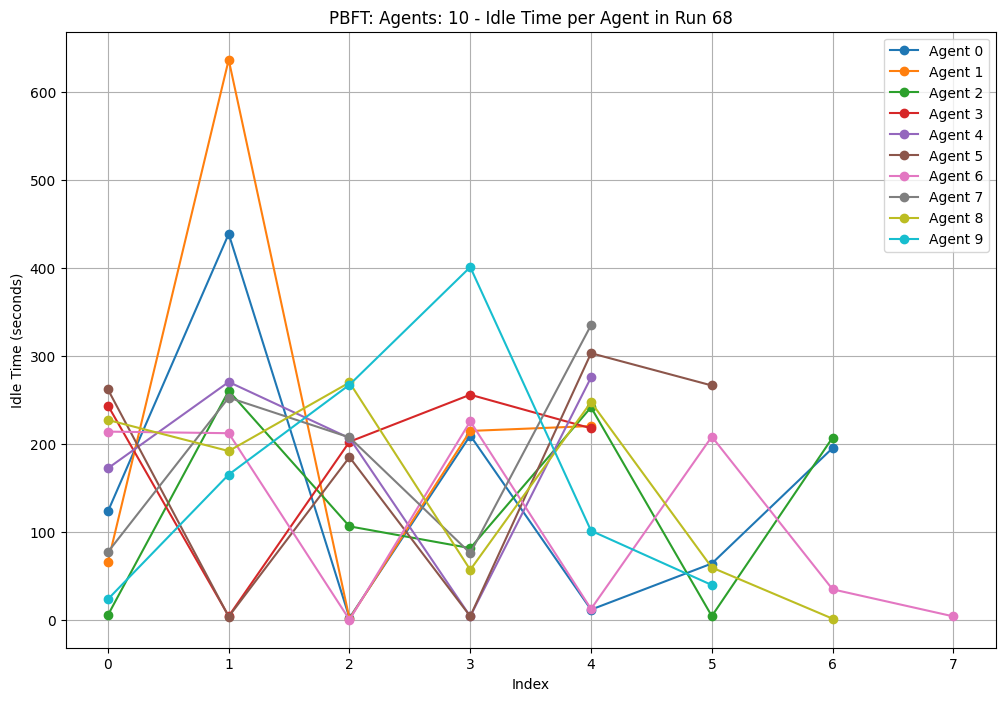 PBFT: Agents: 10 - Idle Time per Agent in Run 68
Agent 0
Agent 1
Agent 2
Agent 3
Agent 4
Agent 5
Agent 6
Agent 7
Agent 8
Agent 9
Idle Time (seconds)
600
500
400
300
200
100
0
0 1 2 3 4 5 6 7
Index